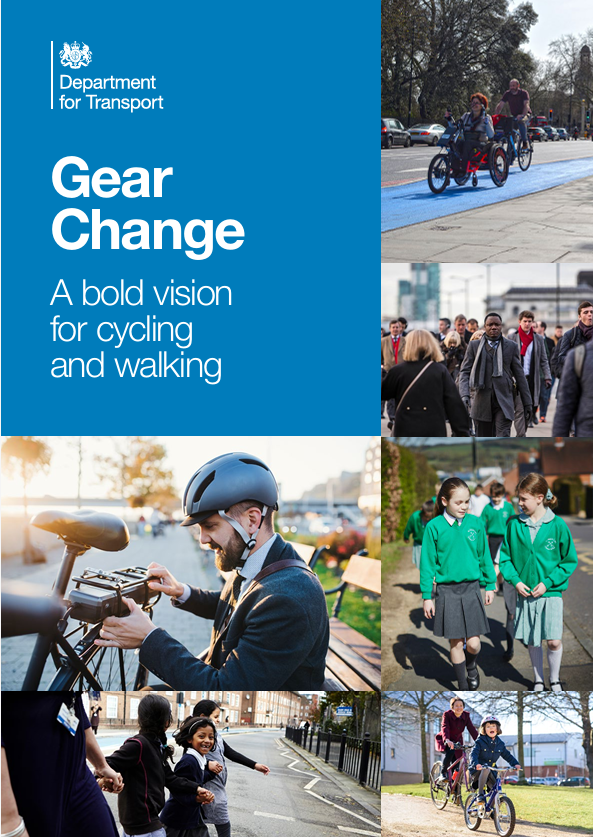 Department
for Transport
Gear
Change
A bold vision
for cycling
and walking